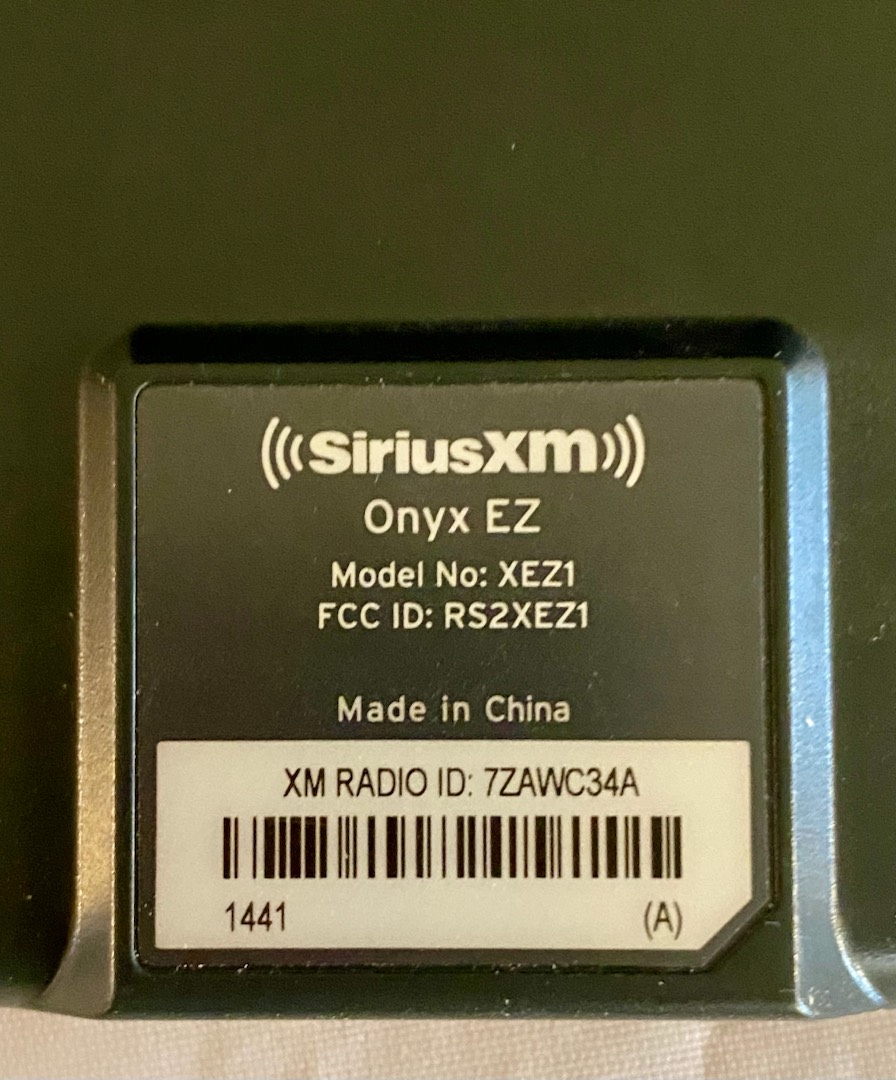 SiriusXM
Onyx EZ
Model No: XEZ1
FCC ID: RS2XEZ1
Made in China
XM RADIO ID: 7ZAWC34A
1441 (A)